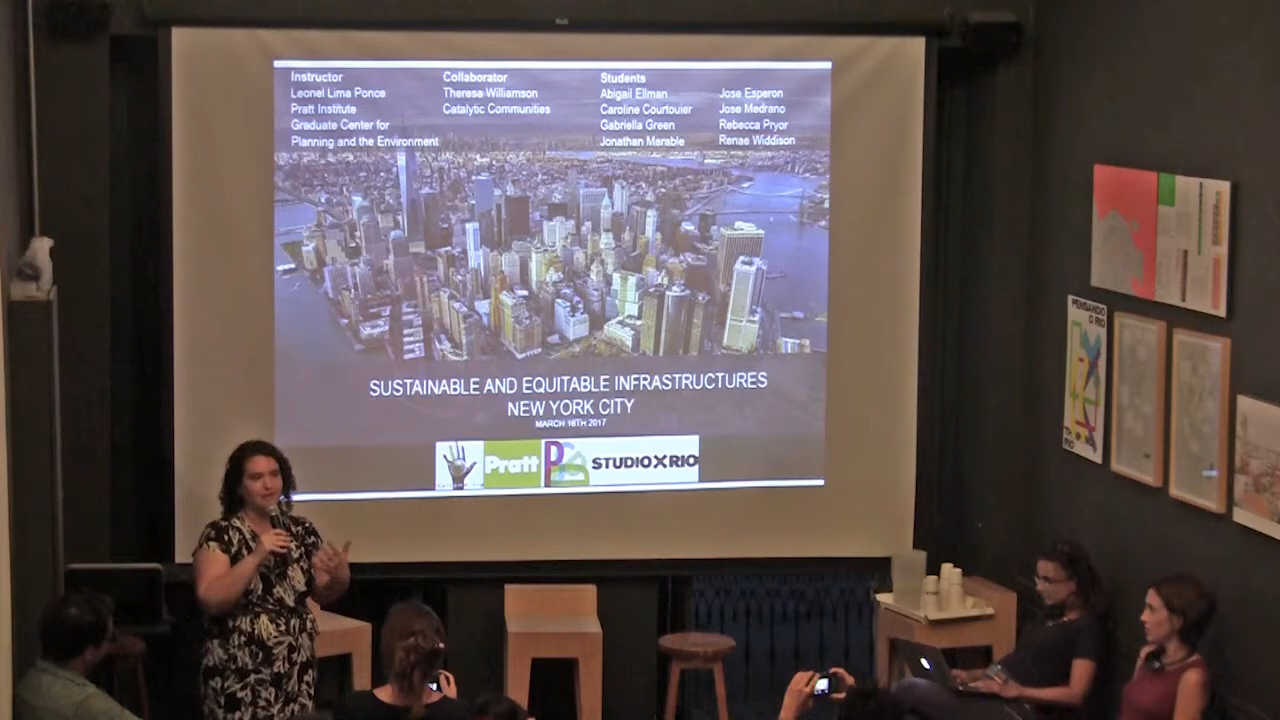 Instructor
Leonel Lima Ponce
Pratt Institute
Graduate Center for
Planning and the Environment
Collaborator
Theresa Williamson
Catalytic Communities
Students
Abigail Ellman
Caroline Courtouier
Gabriella Green
Jonathan Marable
Jose Esperon
Jose Medrano
Rebecca Pryor
Renae Widdison
SUSTAINABLE AND EQUITABLE INFRASTRUCTURES
NEW YORK CITY
MARCH 16TH 2017
Pratt
STUDIO X RIO
PENSANDO
O RIO